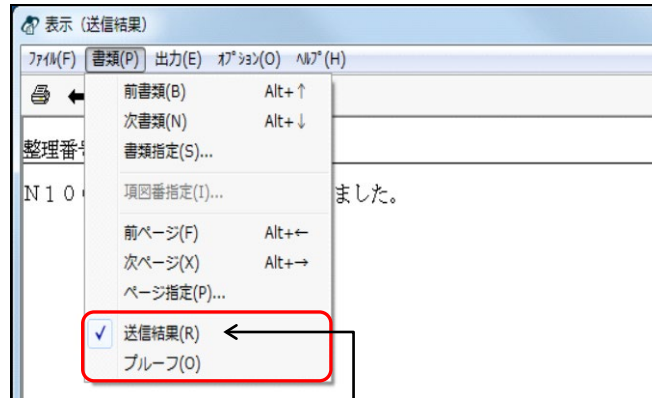 表示（送信結果）
ﾌｧｲﾙ(F) 書類(P) 出力(E) ｵﾌﾟｼｮﾝ(O) ﾍﾙﾌﾟ(H)
前書類(B) Alt+↑
次書類(N) Alt+↓
整理番
書類指定(S)...
項図番指定(I)...
Ｎ１０ ました。
前ページ(F) Alt+←
次ページ(X) Alt+→
ページ指定(P)...
✓ 送信結果(R)
プルーフ(O)